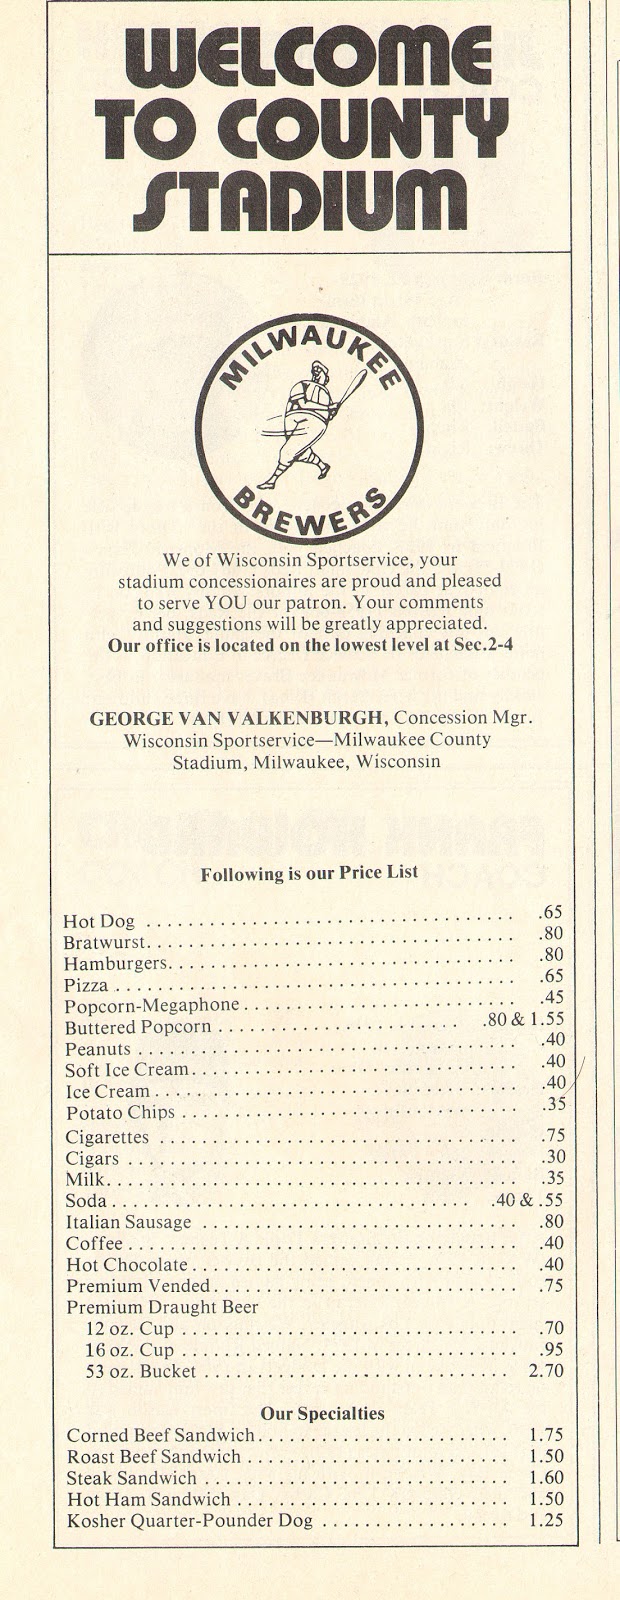 WELCOME
TO COUNTY
STADIUM
MILWAUKEE
BREWERS
We of Wisconsin Sportservice, your
stadium concessionaires are proud and pleased
to serve YOU our patron. Your comments
and suggestions will be greatly appreciated.
Our office is located on the lowest level at Sec.2-4
GEORGE VAN VALKENBURGH, Concession Mgr.
Wisconsin Sportservice—Milwaukee County
Stadium, Milwaukee, Wisconsin
Following is our Price List
Hot Dog .65
Bratwurst .80
Hamburgers .80
Pizza .65
Popcorn-Megaphone .45
Buttered Popcorn .80 & 1.55
Peanuts .40
Soft Ice Cream .40
Ice Cream .40
Potato Chips .35
Cigarettes .75
Cigars .30
Milk .35
Soda .40 & .55
Italian Sausage .80
Coffee .40
Hot Chocolate .40
Premium Vended .75
Premium Draught Beer
12 oz. Cup .70
16 oz. Cup .95
53 oz. Bucket 2.70
Our Specialties
Corned Beef Sandwich 1.75
Roast Beef Sandwich 1.50
Steak Sandwich 1.60
Hot Ham Sandwich 1.50
Kosher Quarter-Pounder Dog 1.25